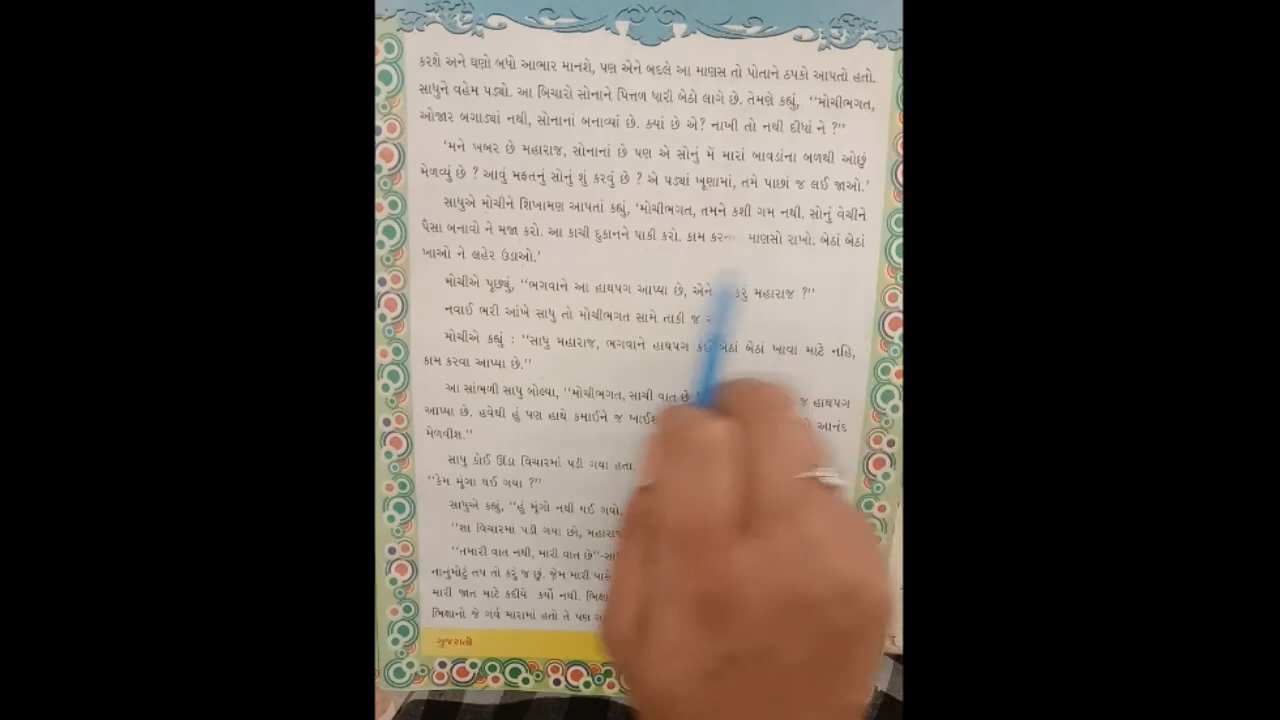 કરશે અને ઘણો બધો આભાર માનશે, પણ એને બદલે આ માણસ તો પોતાને ઠપકો આપતો હતો.
સાધુને વહેમ પડ્યો. આ બિચારો સોનાને પિત્તળ ધારી બેઠો લાગે છે. તેમણે કહ્યું, “મોચીભગત,
ઓજાર બગાડ્યાં નથી, સોનાનાં બનાવ્યાં છે. ક્યાં છે એ? નાખી તો નથી દીધાં ને ?”
‘મને ખબર છે મહારાજ, સોનાનાં છે પણ એ સોનું મેં મારાં બાવડાંના બળથી ઓછું
મેળવ્યું છે ? આવું મફતનું સોનું શું કરવું છે ? એ પડ્યાં ખૂણામાં, તમે પાછાં જ લઈ જાઓ.’
સાધુએ મોચીને શિખામણ આપતાં કહ્યું, ‘મોચીભગત, તમને કશી ગમ નથી. સોનું વેચીને
પૈસા બનાવો ને મજા કરો. આ કાચી દુકાનને પાકી કરો. કામ માણસો રાખો. બેઠાં બેઠાં
ખાઓ ને લહેર ઉડાઓ.’
મોચીએ પૂછ્યું, “ભગવાને આ હાથપગ આપ્યા છે, એને કરું મહારાજ ?”
નવાઈ ભરી આંખે સાધુ તો મોચીભગત સામે તાકી જ
મોચીએ કહ્યું : “સાધુ મહારાજ, ભગવાને હાથપગ બેઠાં બેઠાં ખાવા માટે નહિ,
કામ કરવા આપ્યા છે.”
આ સાંભળી સાધુ બોલ્યા, “મોચીભગત, સાચી વાત છે જ હાથપગ
આપ્યા છે. હવેથી હું પણ હાથે કમાઈને જ આનંદ
મેળવીશ.”
સાધુ કોઈ ઊંડા વિચારમાં પડી ગયા હતા.
“કેમ મૂંગા થઈ ગયા ?”
સાધુએ કહ્યું, “હું મૂંગો નથી થઈ ગયો,
“શા વિચારમાં પડી ગયા છો,
“તમારી વાત નથી, મારી વાત છે”
નાનુમોટું તપ તો કરું જ છું. જેમ મારી
મારી જાત માટે કદીયે કર્યો નથી.
ભિક્ષાનો જે ગર્વ મારામાં હતો તે પણ
ગુજરાતી